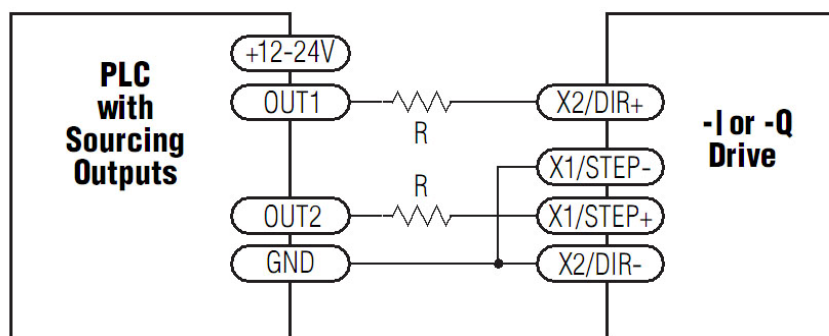 PLC
with
Sourcing
Outputs
+12-24V
OUT1
R
X2/DIR+
X1/STEP-
-I or -Q
Drive
OUT2
R
X1/STEP+
GND
X2/DIR-